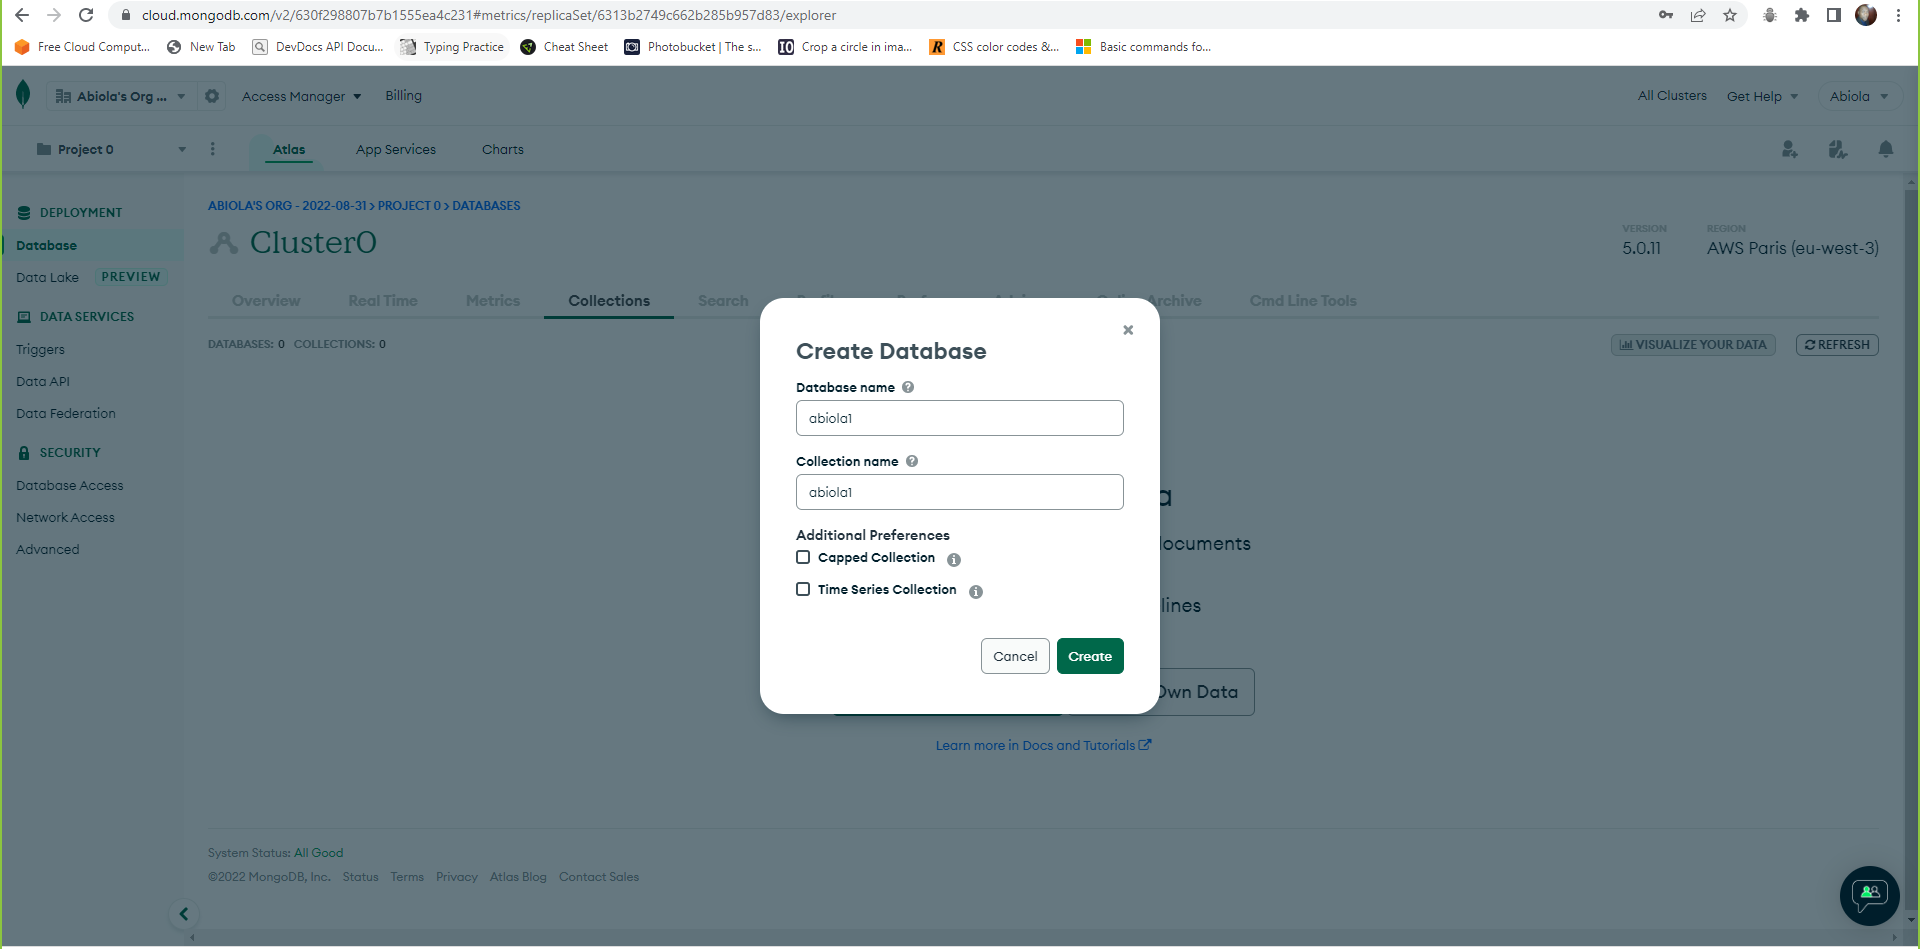 cloud.mongodb.com/v2/630f298807b7b1555ea4c231#metrics/replicaSet/6313b2749c662b285b957d83/explorer
Free Cloud Comput... New Tab DevDocs API Docu... Typing Practice Cheat Sheet Photobucket | The s... IO Crop a circle in ima... R CSS color codes &... Basic commands fo...
Abiola's Org ... Access Manager Billing All Clusters Get Help Abiola
Project 0 Atlas App Services Charts
ABIOLA'S ORG - 2022-08-31 > PROJECT 0 > DATABASES
DEPLOYMENT
Database
Data Lake PREVIEW
DATA SERVICES
Triggers
Data API
Data Federation
SECURITY
Database Access
Network Access
Advanced
Cluster0
VERSION REGION
5.0.11 AWS Paris (eu-west-3)
Overview Real Time Metrics Collections Search Archive Cmd Line Tools
DATABASES: 0 COLLECTIONS: 0 VISUALIZE YOUR DATA REFRESH
Create Database
Database name
abiola1
Collection name
abiola1
Additional Preferences
Capped Collection
Time Series Collection
Cancel Create
a
documents
lines
Own Data
Learn more in Docs and Tutorials
System Status: All Good
©2022 MongoDB, Inc. Status Terms Privacy Atlas Blog Contact Sales